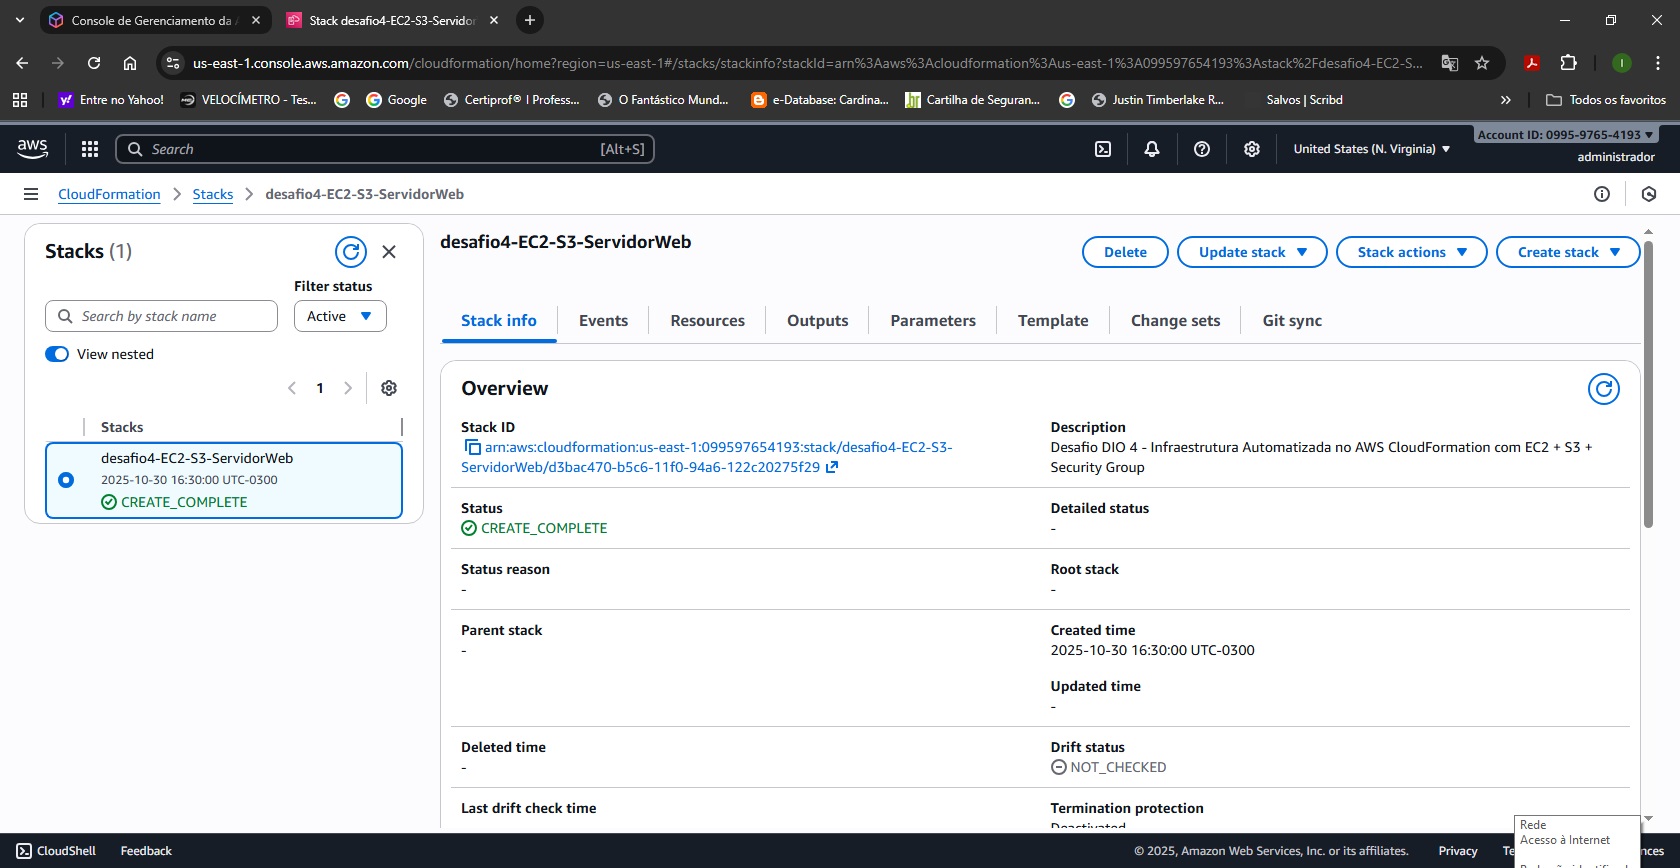 Console de Gerenciamento da
Stack desafio4-EC2-S3-Servidor
us-east-1.console.aws.amazon.com/cloudformation/home?region=us-east-1#/stacks/stackinfo?stackId=arn%3Aaws%3Acloudformation%3Aus-east-1%3A099597654193%3Astack%2Fdesafio4-EC2-S...
I
Entre no Yahoo!
VELOCÍMETRO - Tes...
Google
Certiprof® I Profess...
O Fantástico Mund...
e-Database: Cardina...
Cartilha de Seguran...
Justin Timberlake R...
Salvos | Scribd
»
Todos os favoritos
aws
Search
[Alt+S]
United States (N. Virginia)
Account ID: 0995-9765-4193
administrador
CloudFormation
Stacks
desafio4-EC2-S3-ServidorWeb
Stacks (1)
Filter status
Search by stack name
Active
View nested
1
Stacks
desafio4-EC2-S3-ServidorWeb
2025-10-30 16:30:00 UTC-0300
CREATE_COMPLETE
desafio4-EC2-S3-ServidorWeb
Delete
Update stack
Stack actions
Create stack
Stack info
Events
Resources
Outputs
Parameters
Template
Change sets
Git sync
Overview
Stack ID
arn:aws:cloudformation:us-east-1:099597654193:stack/desafio4-EC2-S3-
ServidorWeb/d3bac470-b5c6-11f0-94a6-122c20275f29
Description
Desafio DIO 4 - Infraestrutura Automatizada no AWS CloudFormation com EC2 + S3 +
Security Group
Status
CREATE_COMPLETE
Detailed status
-
Status reason
-
Root stack
-
Parent stack
-
Created time
2025-10-30 16:30:00 UTC-0300
Updated time
-
Deleted time
-
Drift status
NOT_CHECKED
Last drift check time
Termination protection
Deactivated
Rede
Acesso à Internet
CloudShell
Feedback
© 2025, Amazon Web Services, Inc. or its affiliates.
Privacy
Te
nces